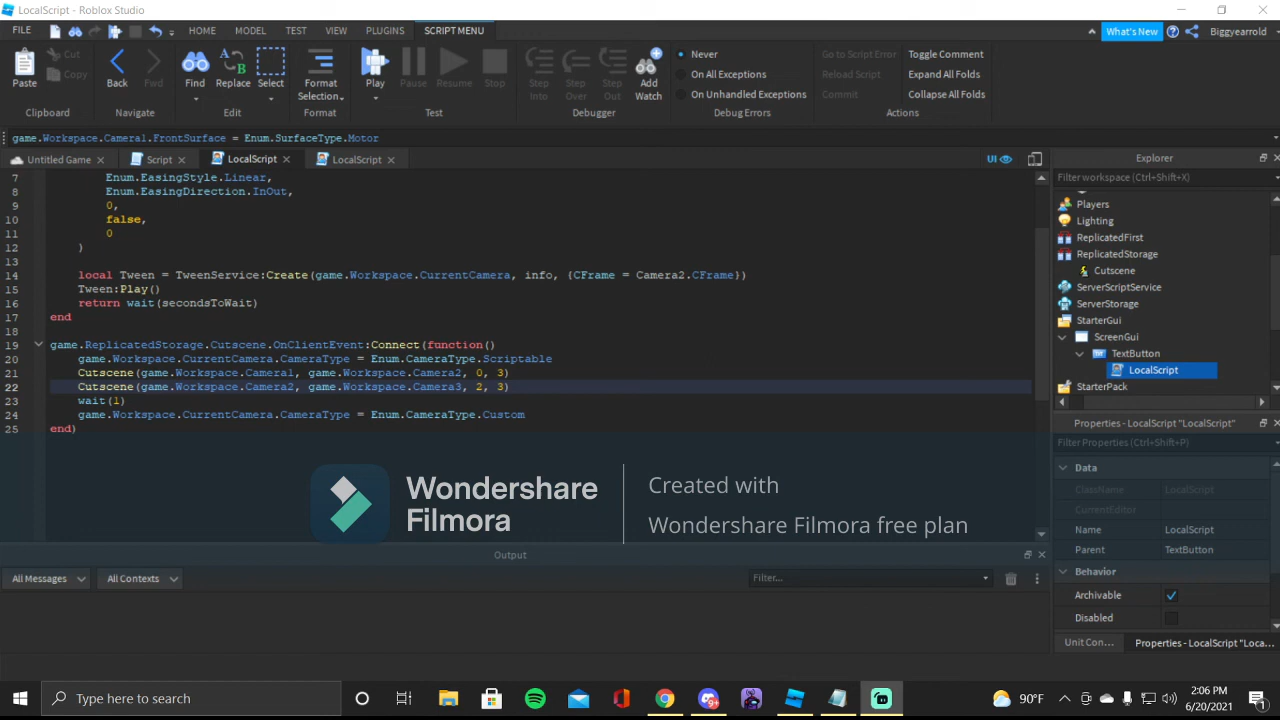 LocalScript - Roblox Studio
FILE
HOME
MODEL
TEST
VIEW
PLUGINS
SCRIPT MENU
What's New
Biggyearrold
Paste
Cut
Copy
Clipboard
Back
Fwd
Navigate
Find
Replace
Select
Edit
Format
Selection
Format
Play
Pause
Resume
Stop
Test
Step
Into
Step
Over
Step
Out
Add
Watch
Debugger
Never
On All Exceptions
On Unhandled Exceptions
Debug Errors
Go to Script Error
Reload Script
Commit
Toggle Comment
Expand All Folds
Collapse All Folds
Actions
game.Workspace.Camera1.FrontSurface = Enum.SurfaceType.Motor
Untitled Game
Script
LocalScript
LocalScript
UI
7 Enum.EasingStyle.Linear,
8 Enum.EasingDirection.InOut,
9 0,
10 false,
11 0
12 )
13
14 local Tween = TweenService:Create(game.Workspace.CurrentCamera, info, {CFrame = Camera2.CFrame})
15 Tween:Play()
16 return wait(secondsToWait)
17 end
18
19 game.ReplicatedStorage.Cutscene.OnClientEvent:Connect(function()
20 game.Workspace.CurrentCamera.CameraType = Enum.CameraType.Scriptable
21 Cutscene(game.Workspace.Camera1, game.Workspace.Camera2, 0, 3)
22 Cutscene(game.Workspace.Camera2, game.Workspace.Camera3, 2, 3)
23 wait(1)
24 game.Workspace.CurrentCamera.CameraType = Enum.CameraType.Custom
25 end)
Wondershare
Filmora
Created with
Wondershare Filmora free plan
Output
All Messages
All Contexts
Filter...
Explorer
Filter workspace (Ctrl+Shift+X)
Players
Lighting
ReplicatedFirst
ReplicatedStorage
Cutscene
ServerScriptService
ServerStorage
StarterGui
ScreenGui
TextButton
LocalScript
StarterPack
Properties - LocalScript "LocalScript"
Filter Properties (Ctrl+Shift+P)
Data
ClassName LocalScript
CurrentEditor
Name LocalScript
Parent TextButton
Behavior
Archivable
Disabled
Unit Con...
Properties - LocalScript "Loca...
Type here to search
9+
90°F
2:06 PM
6/20/2021
1